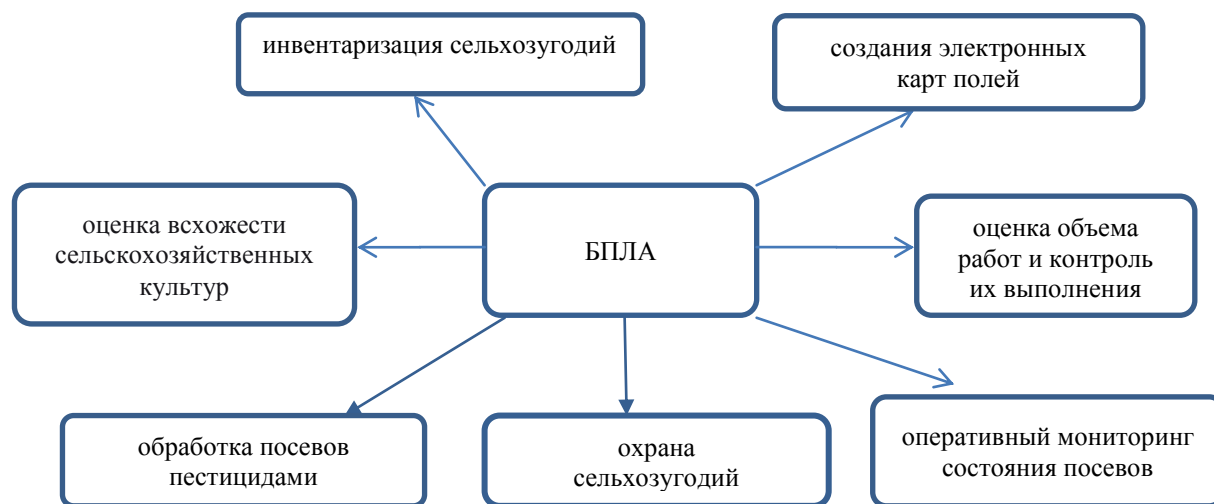 инвентаризация сельхозугодий
создания электронных
карт полей
оценка всхожести
сельскохозяйственных
культур
БПЛА
оценка объема
работ и контроль
их выполнения
обработка посевов
пестицидами
охрана
сельхозугодий
оперативный мониторинг
состояния посевов